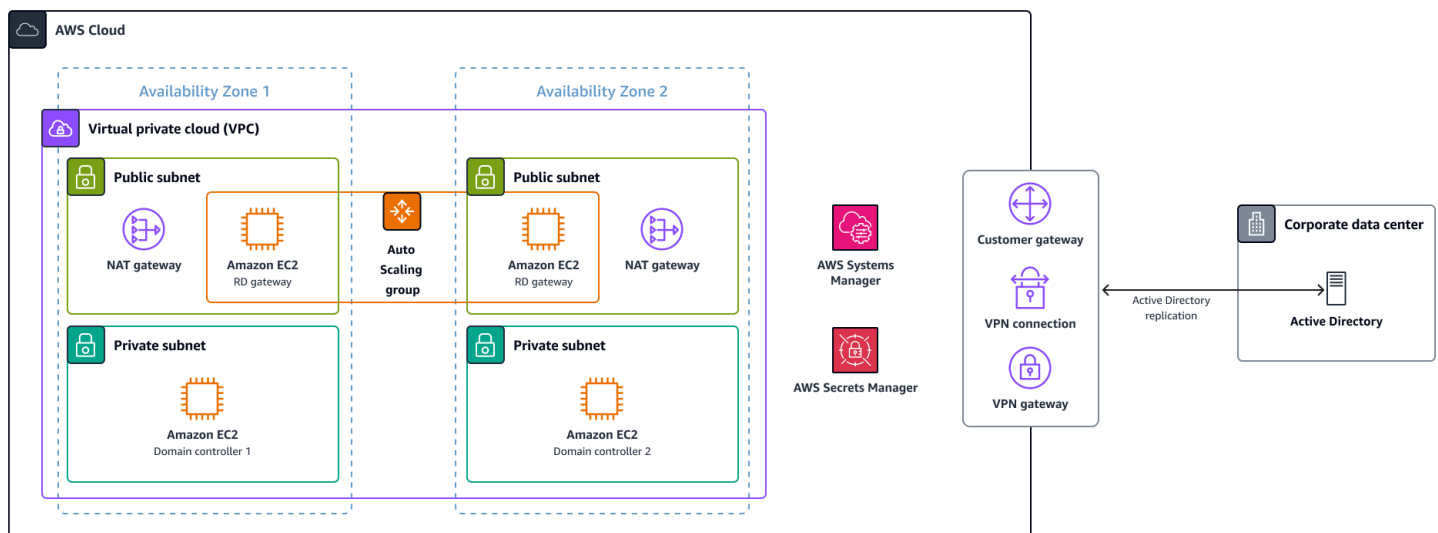 AWS Cloud
Availability Zone 1
Availability Zone 2
Virtual private cloud (VPC)
Public subnet
NAT gateway
Amazon EC2
RD gateway
Auto
Scaling
group
Public subnet
Amazon EC2
RD gateway
NAT gateway
Private subnet
Amazon EC2
Domain controller 1
Private subnet
Amazon EC2
Domain controller 2
AWS Systems
Manager
AWS Secrets Manager
Customer gateway
VPN connection
VPN gateway
Active Directory
replication
Corporate data center
Active Directory